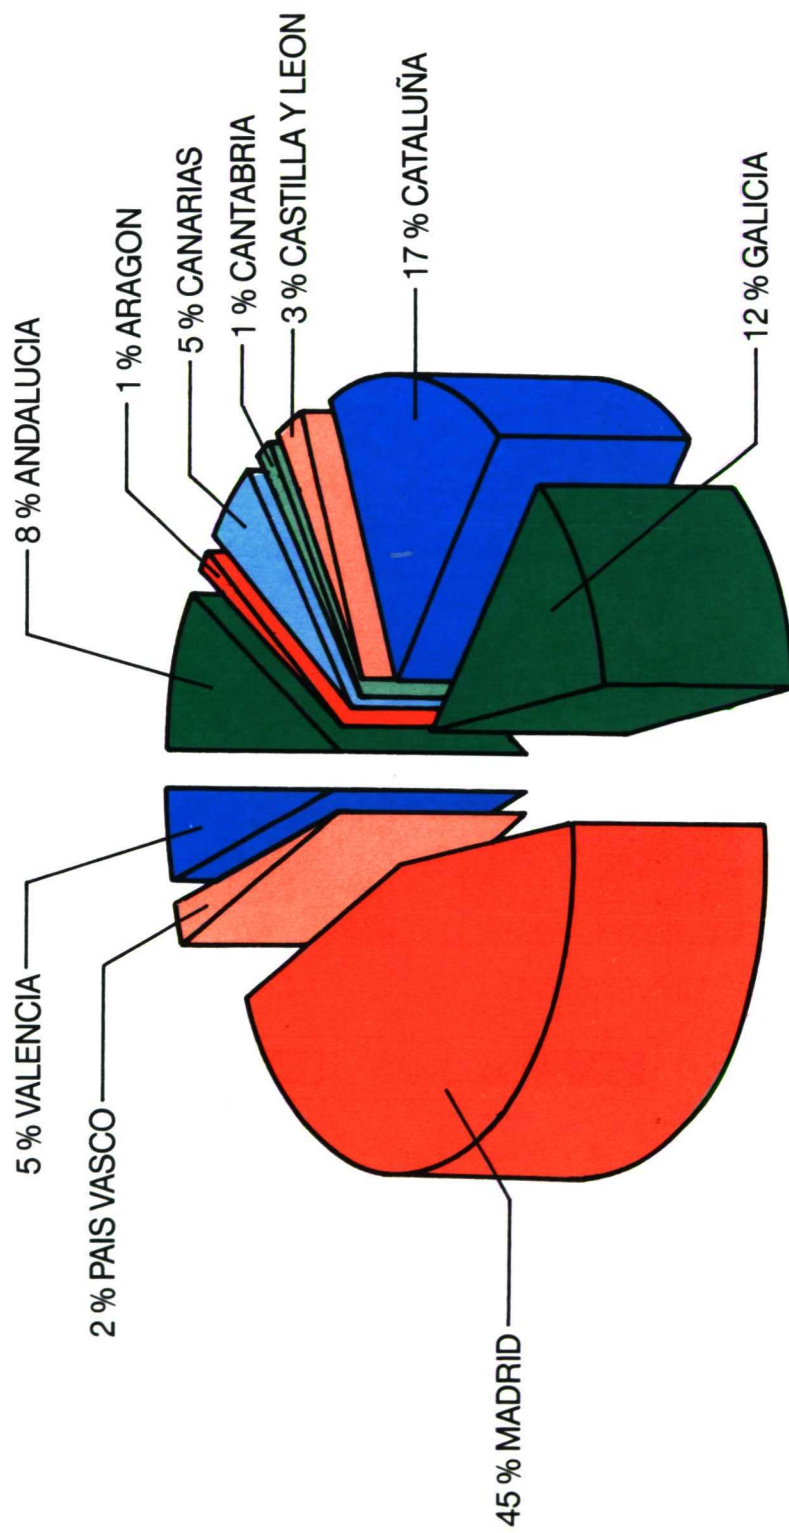 5 % VALENCIA
8 % ANDALUCIA
2 % PAIS VASCO
1 % ARAGON
5 % CANARIAS
1 % CANTABRIA
3 % CASTILLA Y LEON
17 % CATALUÑA
45 % MADRID
12 % GALICIA